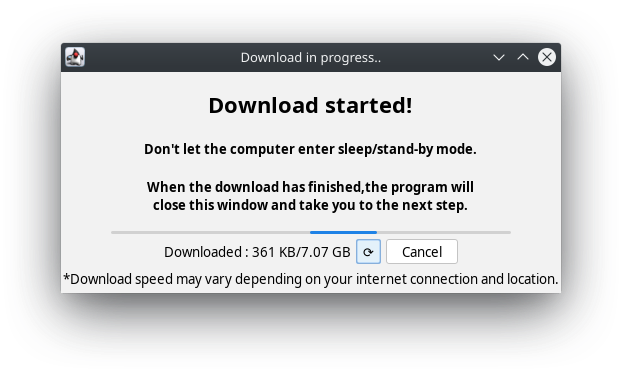 Download in progress..
Download started!
Don't let the computer enter sleep/stand-by mode.
When the download has finished,the program will
close this window and take you to the next step.
Downloaded : 361 KB/7.07 GB ⟳ Cancel
*Download speed may vary depending on your internet connection and location.